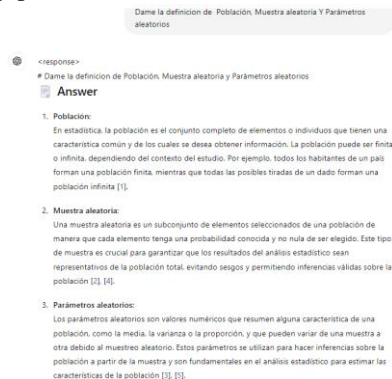 Dame la definicion de Población, Muestra aleatoria Y Parámetros
aleatorios
<response>
# Dame la definicion de Población, Muestra aleatoria y Parámetros aleatorios
Answer
1. Población:
En estadística, la población es el conjunto completo de elementos o individuos que tienen una
característica común y de los cuales se desea obtener información. La población puede ser finita
o infinita, dependiendo del contexto del estudio. Por ejemplo, todos los habitantes de un país
forman una población finita, mientras que todas las posibles tiradas de un dado forman una
población infinita [1].
2. Muestra aleatoria:
Una muestra aleatoria es un subconjunto de elementos seleccionados de una población de
manera que cada elemento tenga una probabilidad conocida y no nula de ser elegido. Este tipo
de muestra es crucial para garantizar que los resultados del análisis estadístico sean
representativos de la población total, evitando sesgos y permitiendo inferencias válidas sobre la
población [2], [4].
3. Parámetros aleatorios:
Los parámetros aleatorios son valores numéricos que resumen alguna característica de una
población, como la media, la varianza o la proporción, y que pueden variar de una muestra a
otra debido al muestreo aleatorio. Estos parámetros se utilizan para hacer inferencias sobre la
población a partir de la muestra y son fundamentales en el análisis estadístico para estimar las
características de la población [3], [5].